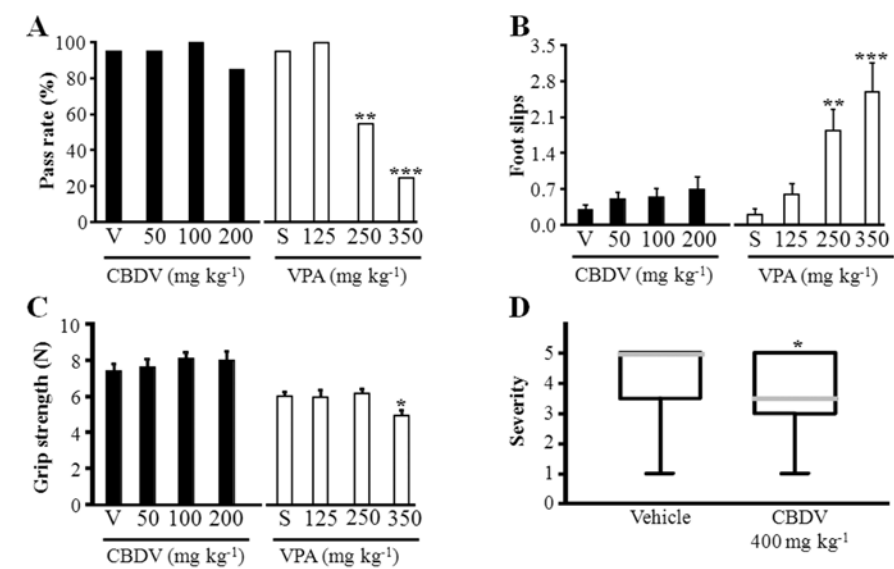 A
Pass rate (%)
100
80
60
40
20
0
**
***
V 50 100 200 S 125 250 350
CBDV (mg kg-1) VPA (mg kg-1)
B
Foot slips
3.5
2.8
2.1
1.4
0.7
0.0
**
***
V 50 100 200 S 125 250 350
CBDV (mg kg-1) VPA (mg kg-1)
C
Grip strength (N)
10
8
6
4
2
0
*
V 50 100 200 S 125 250 350
CBDV (mg kg-1) VPA (mg kg-1)
D
Severity
5
4
3
2
1
0
*
Vehicle CBDV
400 mg kg-1